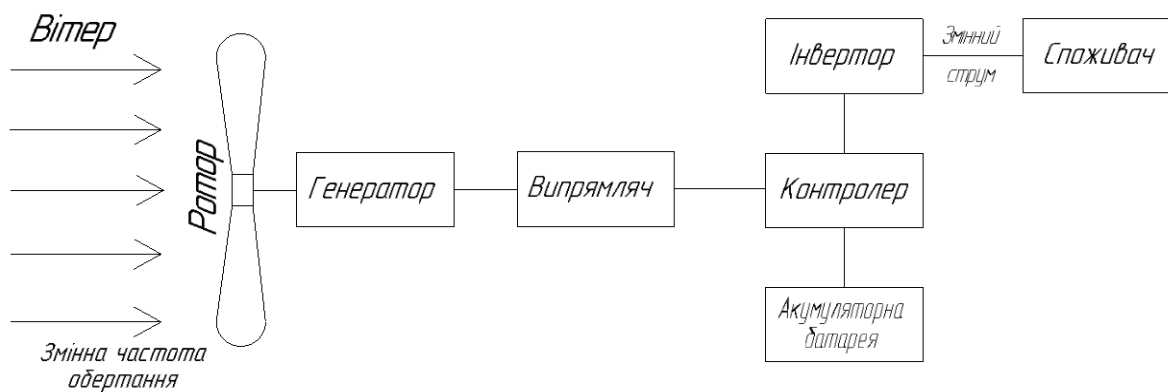 Вітер
Ротор
Генератор
Випрямляч
Інвертор
Змінний
струм
Споживач
Контролер
Акумуляторна
батарея
Змінна частота
обертання